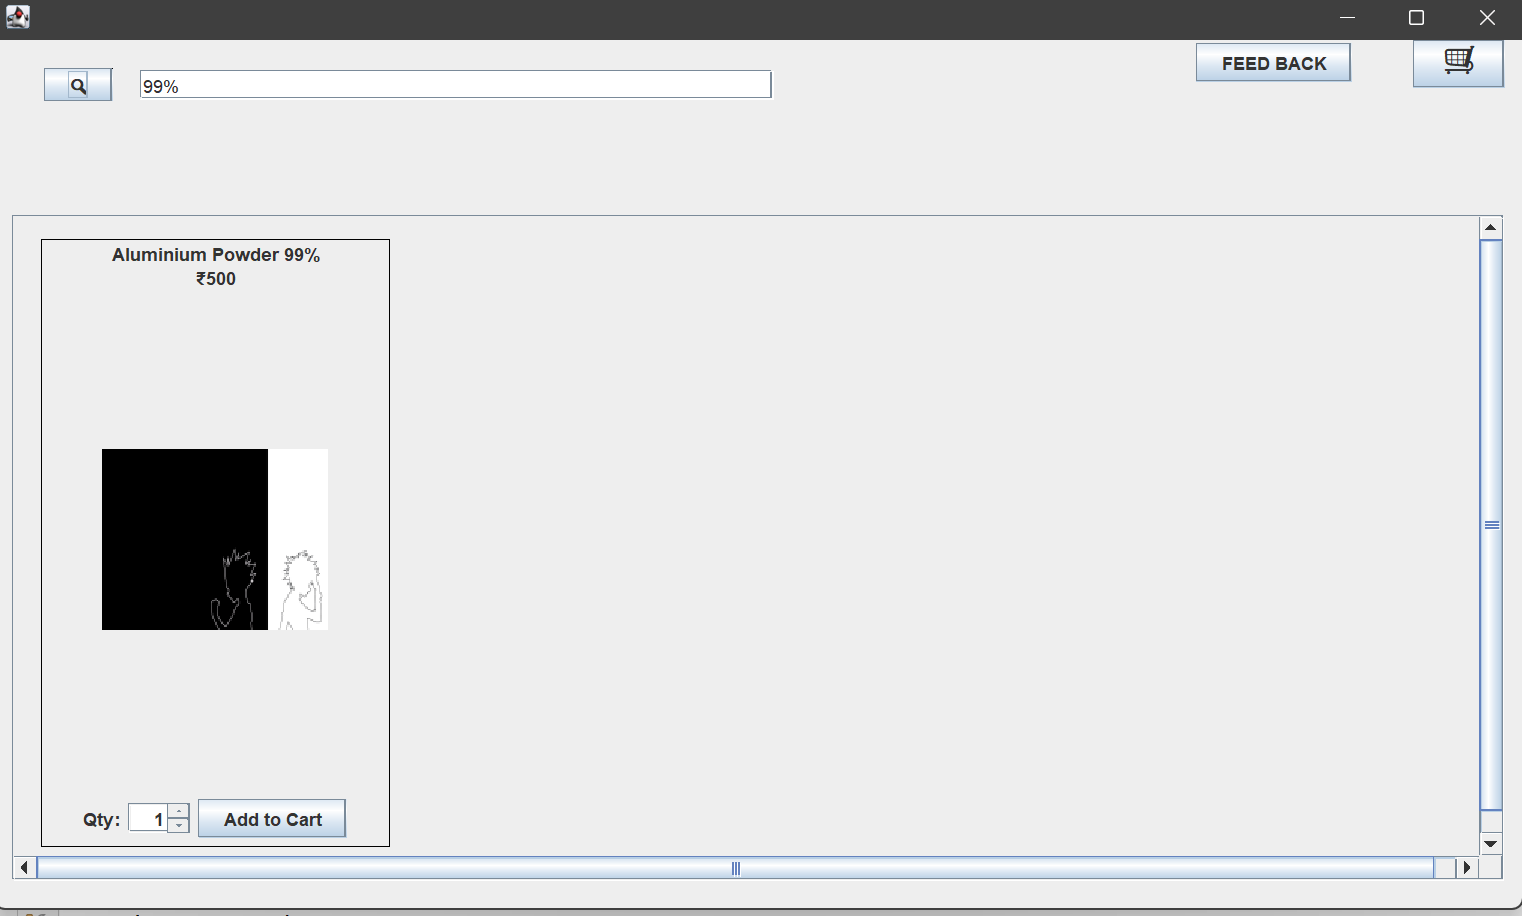 FEED BACK
99%
Aluminium Powder 99%
₹500
Qty: 1 Add to Cart